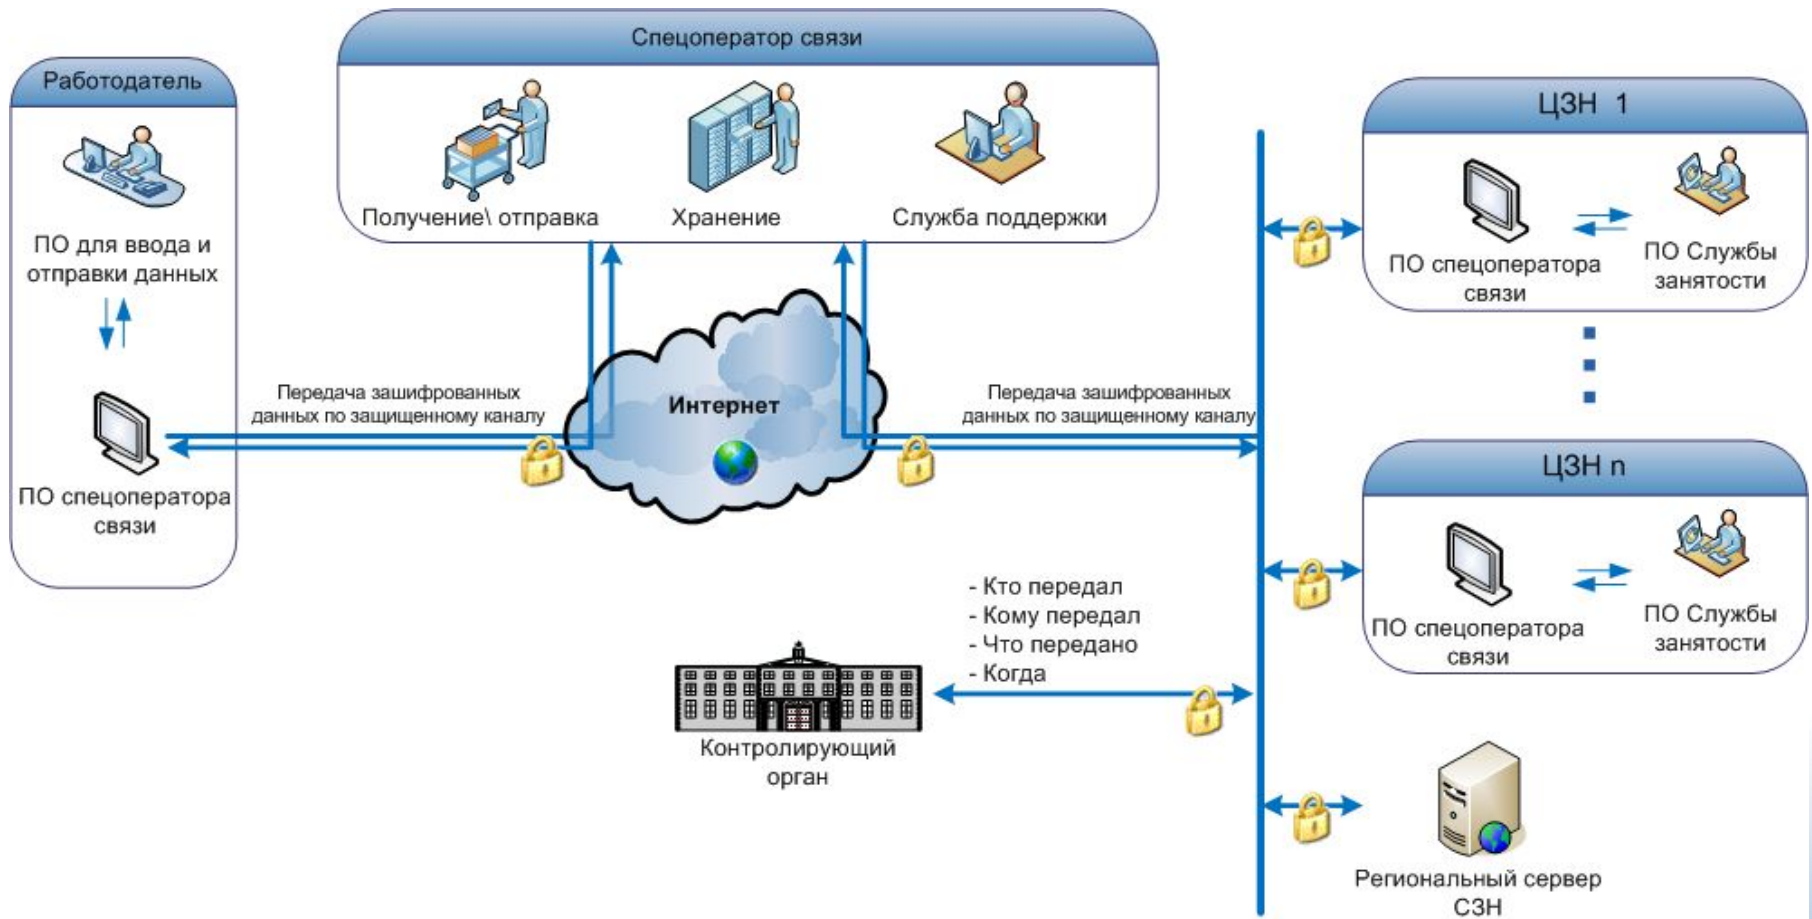 Работодатель
ПО для ввода и
отправки данных
ПО спецоператора
связи
Спецоператор связи
Получение\ отправка
Хранение
Служба поддержки
Передача зашифрованных
данных по защищенному каналу
Интернет
Передача зашифрованных
данных по защищенному каналу
ЦЗН 1
ПО спецоператора
связи
ПО Службы
занятости
ЦЗН n
ПО спецоператора
связи
ПО Службы
занятости
- Кто передал
- Кому передал
- Что передано
- Когда
Контролирующий
орган
Региональный сервер
СЗН